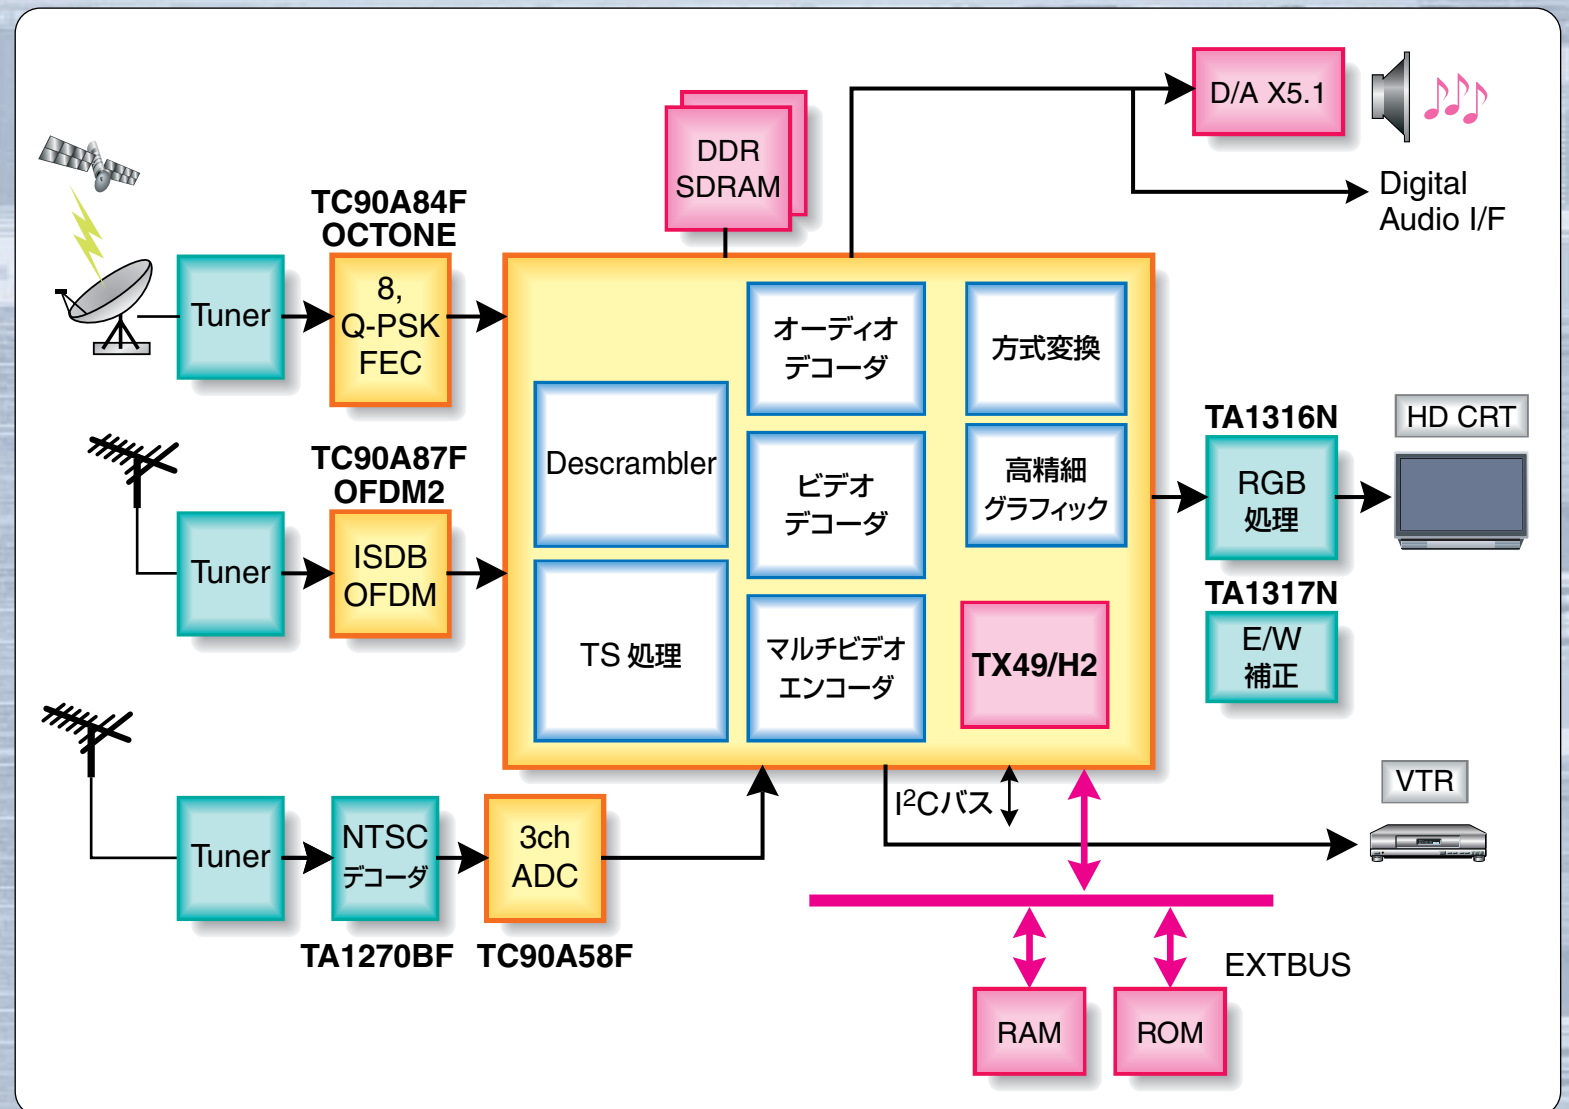 D/A X5.1
DDR
SDRAM
Digital
Audio I/F
TC90A84F
OCTONE
Tuner
8,
Q-PSK
FEC
オーディオ
デコーダ
方式変換
Descrambler
ビデオ
デコーダ
高精細
グラフィック
TA1316N
HD CRT
RGB
処理
TC90A87F
OFDM2
Tuner
ISDB
OFDM
TS 処理
マルチビデオ
エンコーダ
TX49/H2
TA1317N
E/W
補正
I²Cバス
VTR
Tuner
NTSC
デコーダ
3ch
ADC
TA1270BF
TC90A58F
EXTBUS
RAM
ROM